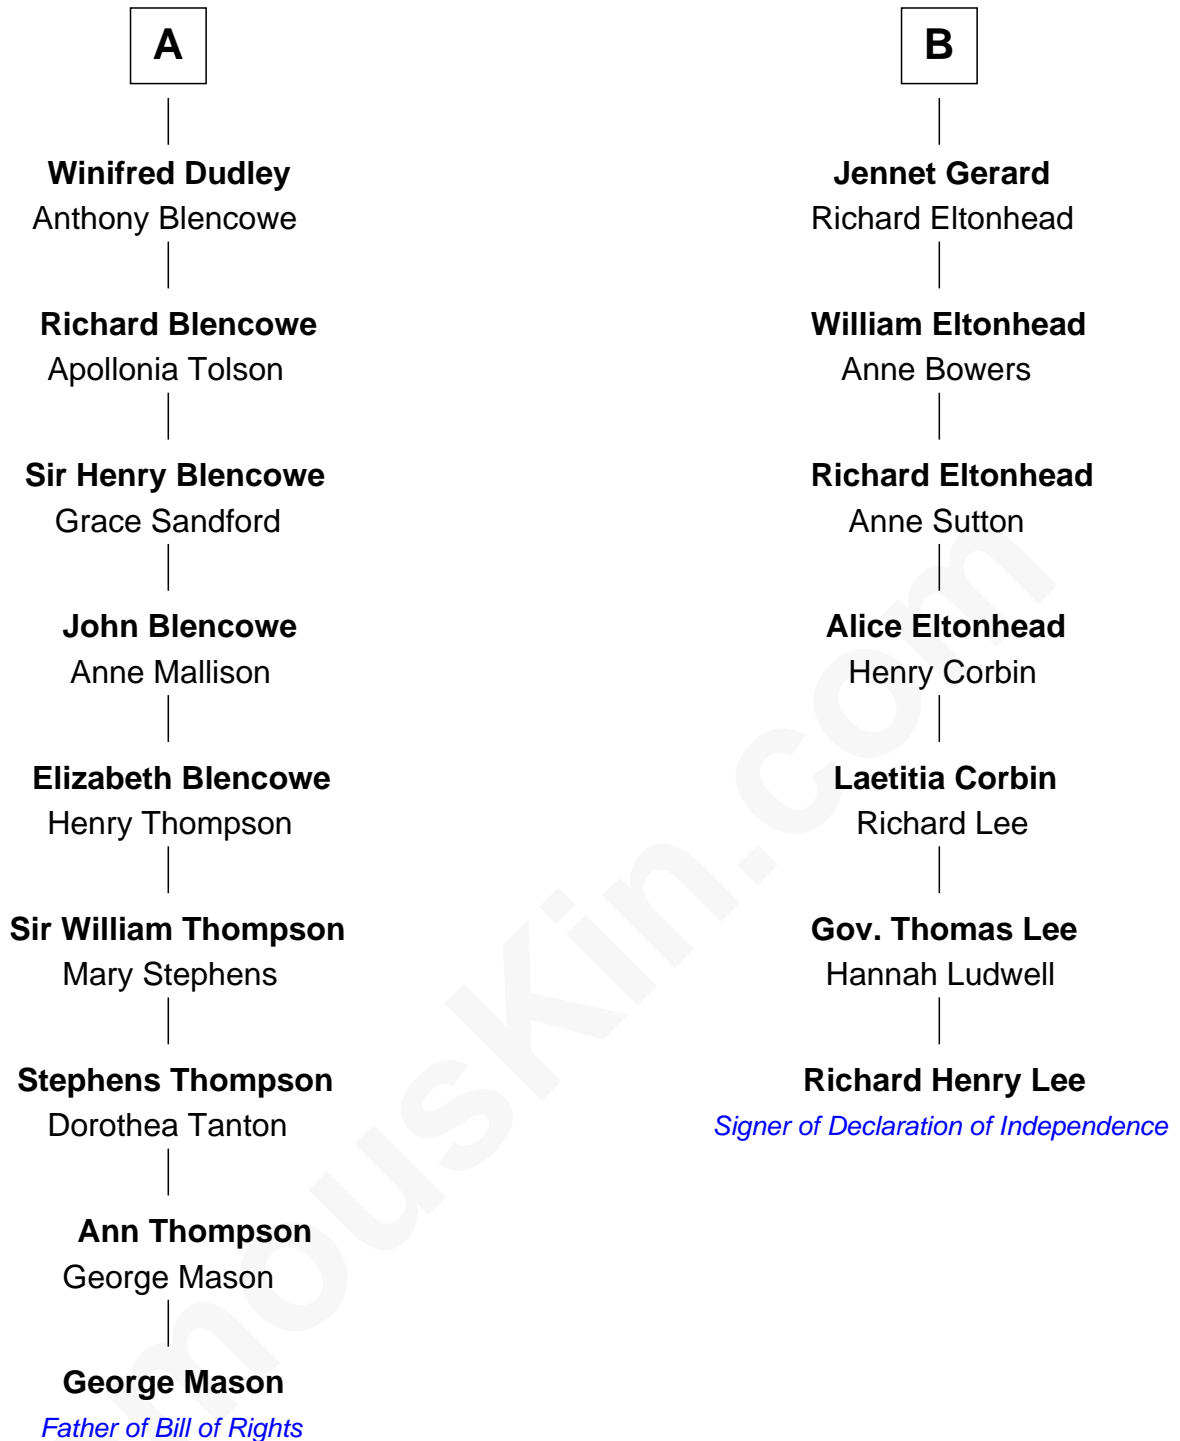 A
Winifred Dudley
Anthony Blencowe
Richard Blencowe
Apollonia Tolson
Sir Henry Blencowe
Grace Sandford
John Blencowe
Anne Mallison
Elizabeth Blencowe
Henry Thompson
Sir William Thompson
Mary Stephens
Stephens Thompson
Dorothea Tanton
Ann Thompson
George Mason
George Mason
Father of Bill of Rights
B
Jennet Gerard
Richard Eltonhead
William Eltonhead
Anne Bowers
Richard Eltonhead
Anne Sutton
Alice Eltonhead
Henry Corbin
Laetitia Corbin
Richard Lee
Gov. Thomas Lee
Hannah Ludwell
Richard Henry Lee
Signer of Declaration of Independence
mousKin.com